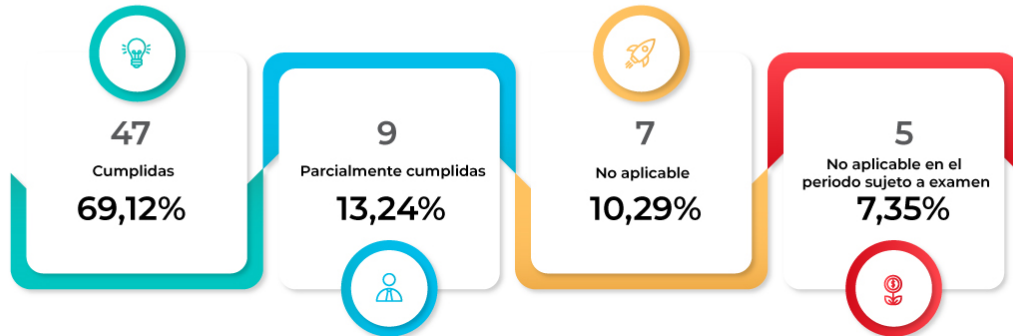 47
Cumplidas
69,12%
9
Parcialmente cumplidas
13,24%
7
No aplicable
10,29%
5
No aplicable en el
periodo sujeto a examen
7,35%